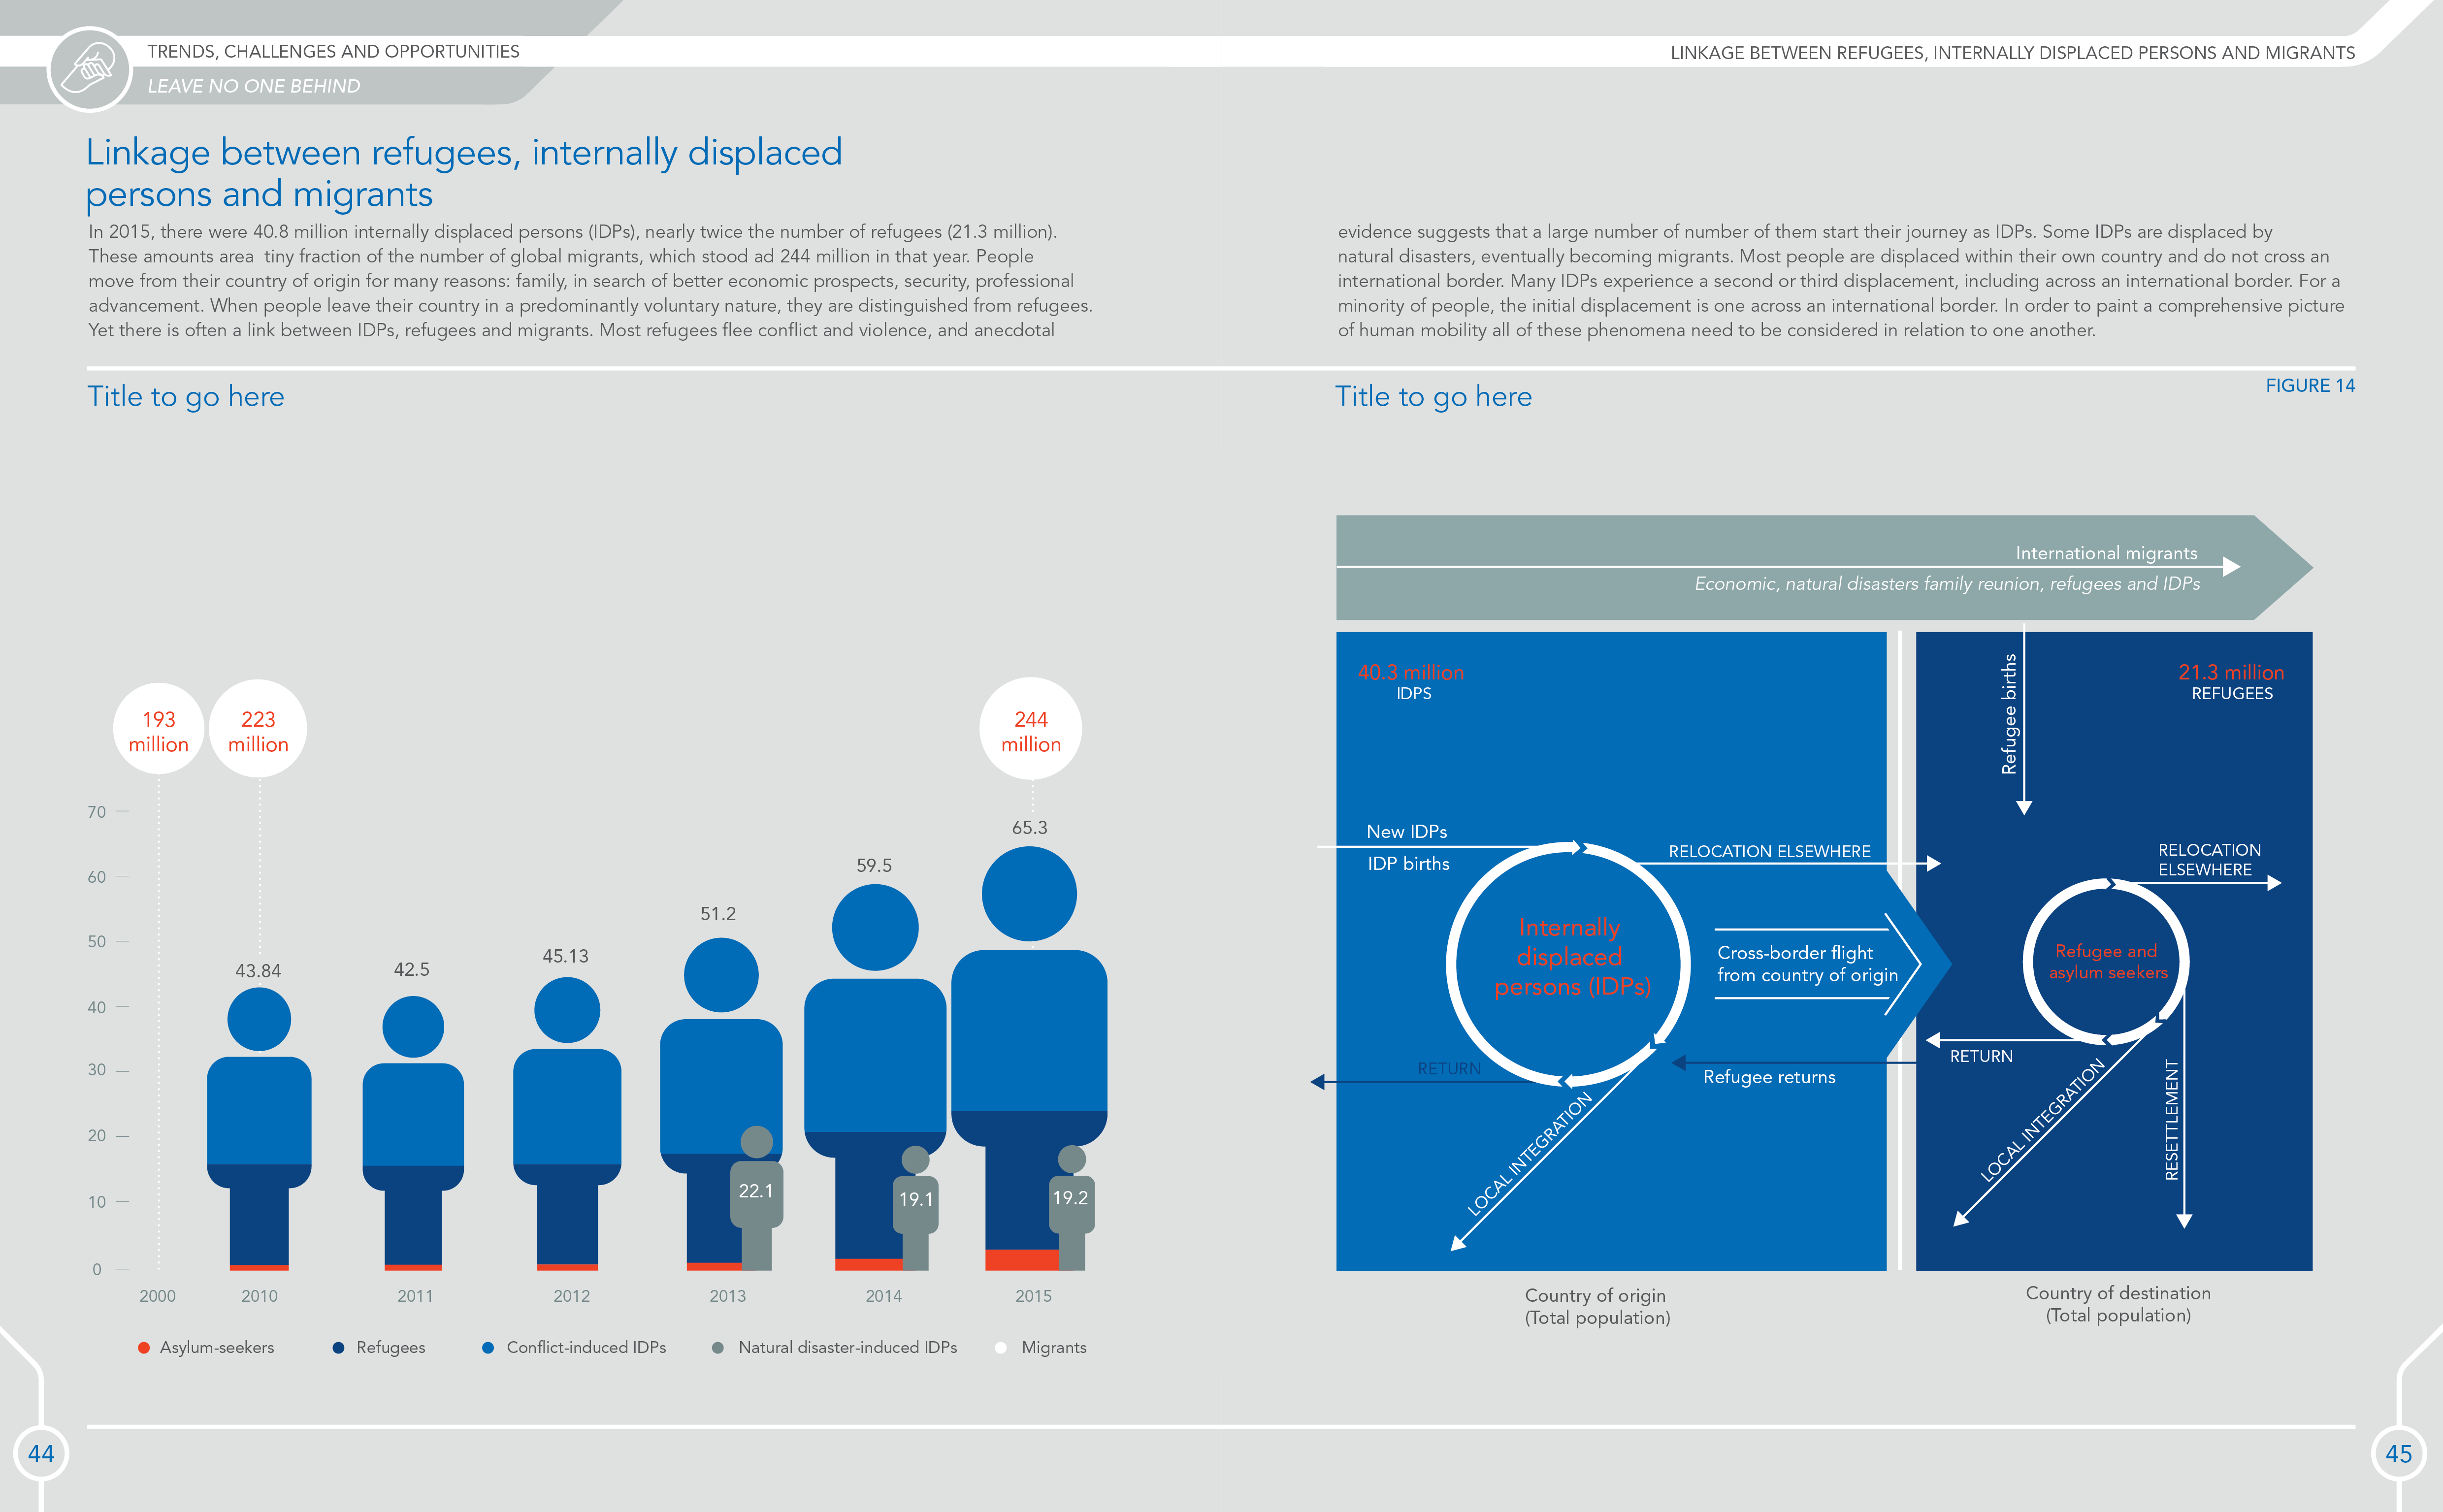 TRENDS, CHALLENGES AND OPPORTUNITIES
LEAVE NO ONE BEHIND
LINKAGE BETWEEN REFUGEES, INTERNALLY DISPLACED PERSONS AND MIGRANTS
Linkage between refugees, internally displaced
persons and migrants
In 2015, there were 40.8 million internally displaced persons (IDPs), nearly twice the number of refugees (21.3 million).
These amounts area tiny fraction of the number of global migrants, which stood ad 244 million in that year. People
move from their country of origin for many reasons: family, in search of better economic prospects, security, professional
advancement. When people leave their country in a predominantly voluntary nature, they are distinguished from refugees.
Yet there is often a link between IDPs, refugees and migrants. Most refugees flee conflict and violence, and anecdotal
evidence suggests that a large number of number of them start their journey as IDPs. Some IDPs are displaced by
natural disasters, eventually becoming migrants. Most people are displaced within their own country and do not cross an
international border. Many IDPs experience a second or third displacement, including across an international border. For a
minority of people, the initial displacement is one across an international border. In order to paint a comprehensive picture
of human mobility all of these phenomena need to be considered in relation to one another.
Title to go here
193
million
223
million
244
million
70
60
50
40
30
20
10
0
43.84
42.5
45.13
51.2
59.5
65.3
22.1
19.1
19.2
2000
2010
2011
2012
2013
2014
2015
Asylum-seekers
Refugees
Conflict-induced IDPs
Natural disaster-induced IDPs
Migrants
Title to go here
FIGURE 14
International migrants
Economic, natural disasters family reunion, refugees and IDPs
40.3 million
IDPS
21.3 million
REFUGEES
Refugee births
New IDPs
IDP births
RELOCATION ELSEWHERE
RELOCATION
ELSEWHERE
Internally
displaced
persons (IDPs)
Cross-border flight
from country of origin
Refugee and
asylum seekers
RETURN
Refugee returns
RETURN
LOCAL INTEGRATION
LOCAL INTEGRATION
RESETTLEMENT
Country of origin
(Total population)
Country of destination
(Total population)
44
45